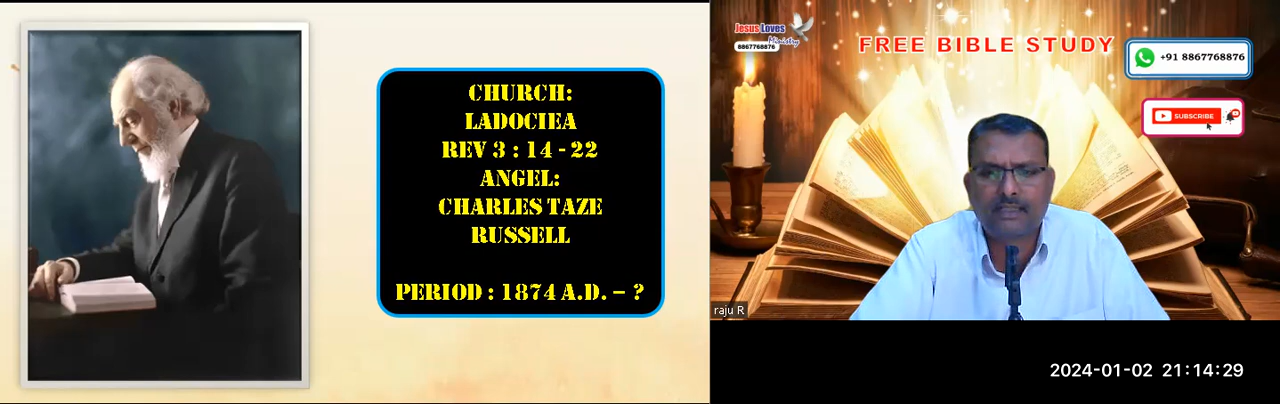 CHURCH:
LADOCIEA
REV 3 : 14 - 22
ANGEL:
CHARLES TAZE
RUSSELL
PERIOD : 1874 A.D. – ?
Jesus Loves
Ministry
8867768876
FREE BIBLE STUDY
+91 8867768876
SUBSCRIBE
raju R
2024-01-02 21:14:29